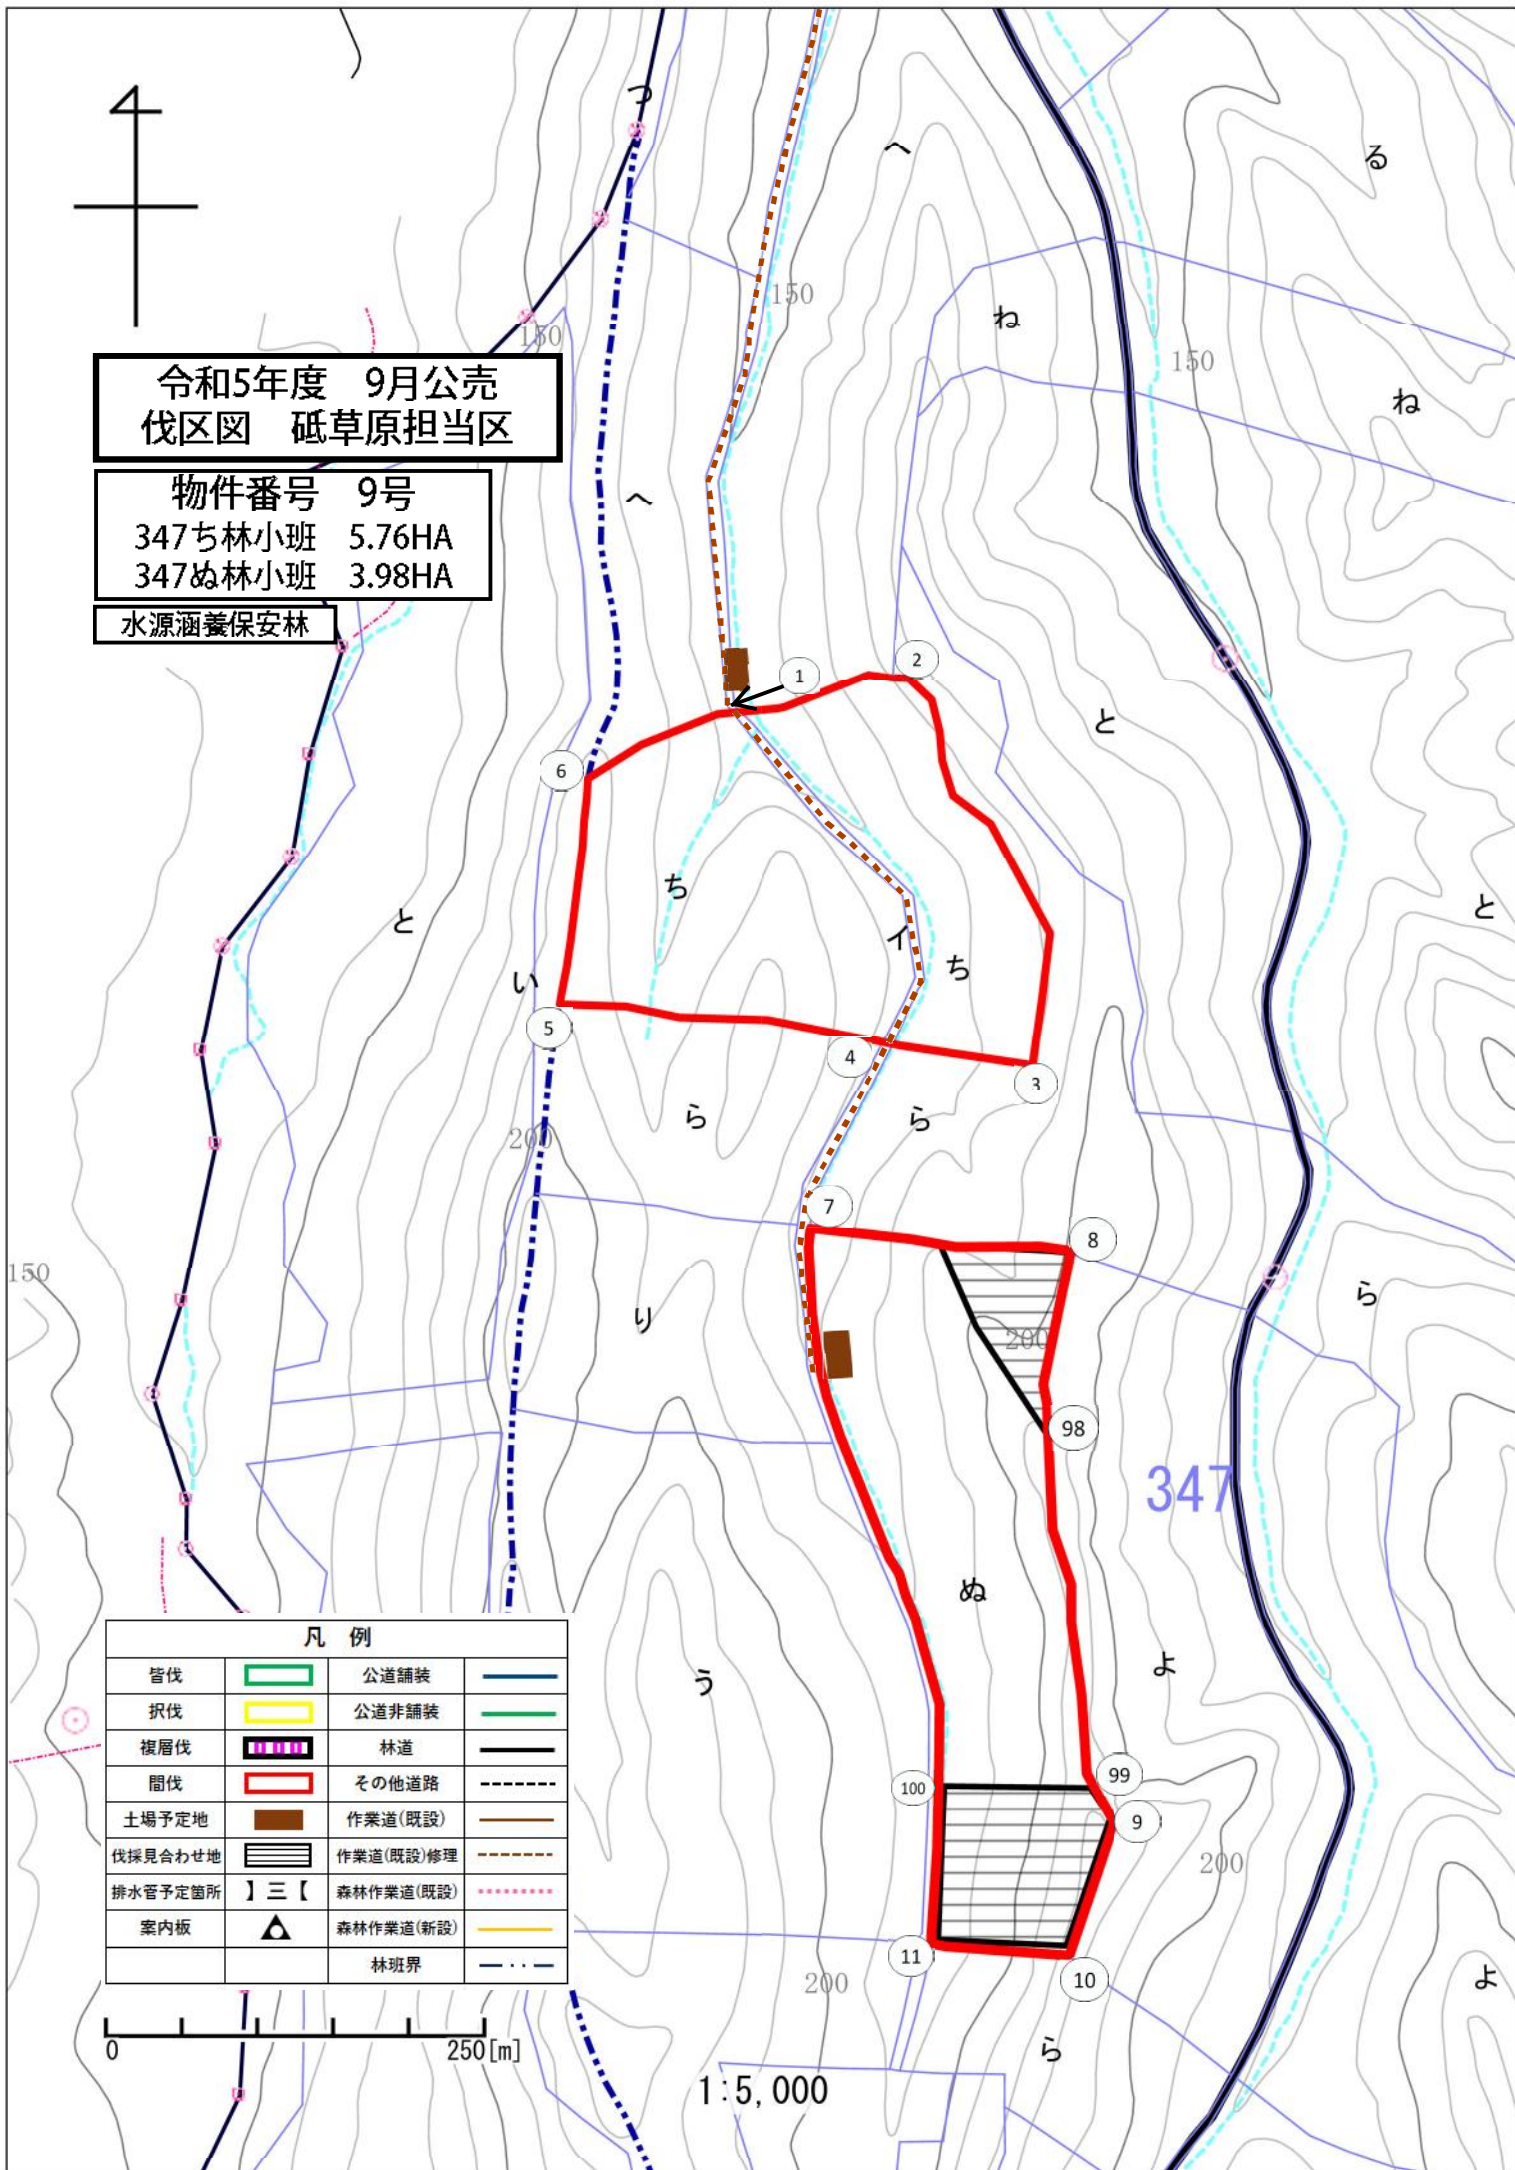 つ
へ
る
150
150
ね
150
ね
令和5年度　9月公売
伐区図　砥草原担当区
物件番号　9号
347ち林小班　5.76HA
347ぬ林小班　3.98HA
水源涵養保安林
へ
1
2
と
6
ち
イ
ち
と
と
い
5
4
3
ら
ら
200
7
8
150
り
200
ら
98
347
ぬ
う
よ
凡　例
皆伐　公道舗装
択伐　公道非舗装
複層伐　林道
間伐　その他道路
土場予定地　作業道(既設)
伐採見合わせ地　作業道(既設)修理
排水管予定箇所　】三【　森林作業道(既設)
案内板　森林作業道(新設)
林班界
100
99
9
200
11
10
200
よ
ら
0　250[m]
1:5,000